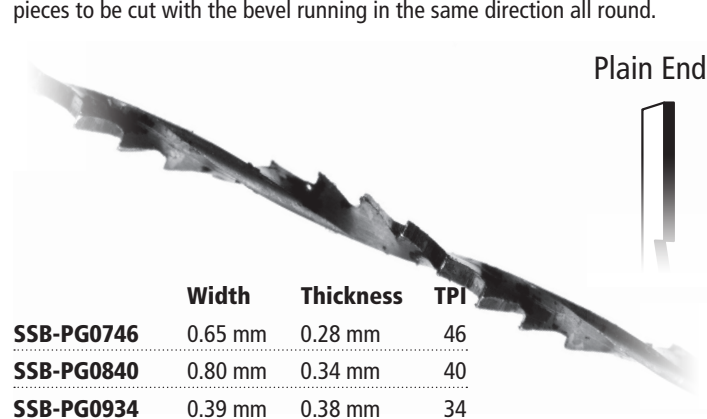 pieces to be cut with the bevel running in the same direction all round.
Plain End
Width Thickness TPI
SSB-PG0746 0.65 mm 0.28 mm 46
SSB-PG0840 0.80 mm 0.34 mm 40
SSB-PG0934 0.39 mm 0.38 mm 34